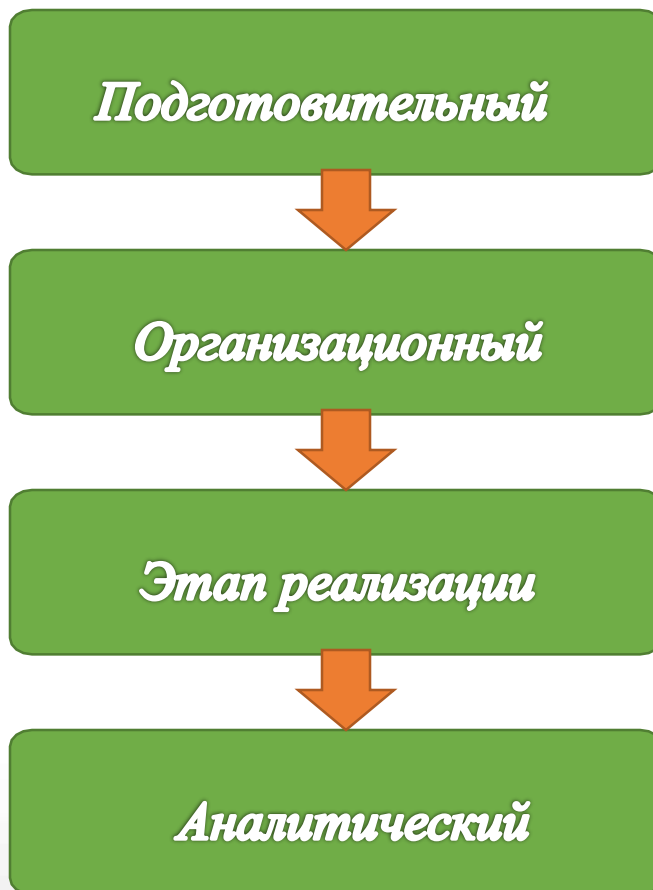 Подготовительный
Организационный
Этап реализации
Аналитический